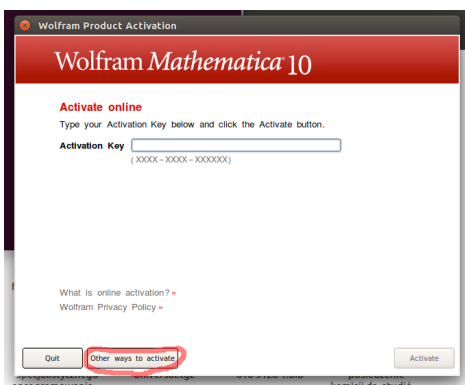 Wolfram Product Activation
Wolfram Mathematica 10
Activate online
Type your Activation Key below and click the Activate button.
Activation Key
(XXXX-XXXX-XXXXXX)
What is online activation? »
Wolfram Privacy Policy »
Quit Other ways to activate Activate